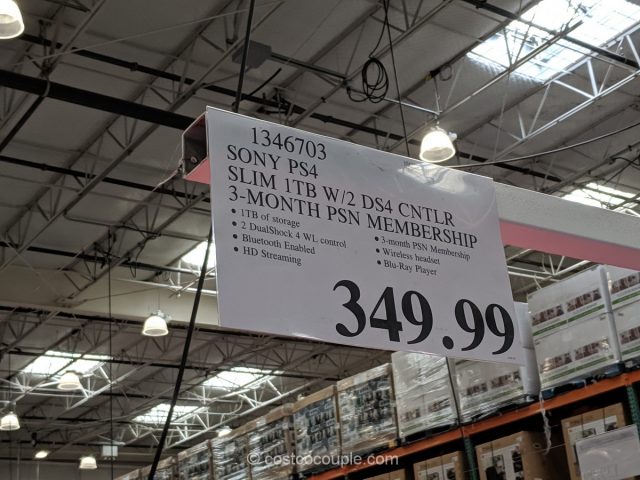 1346703
SONY PS4
SLIM 1TB W/2 DS4 CNTLR
3-MONTH PSN MEMBERSHIP
• 1TB of storage
• 2 DualShock 4 WL control
• Bluetooth Enabled
• HD Streaming
• 3-month PSN Membership
• Wireless headset
• Blu-Ray Player
349.99
© costcocouple.com